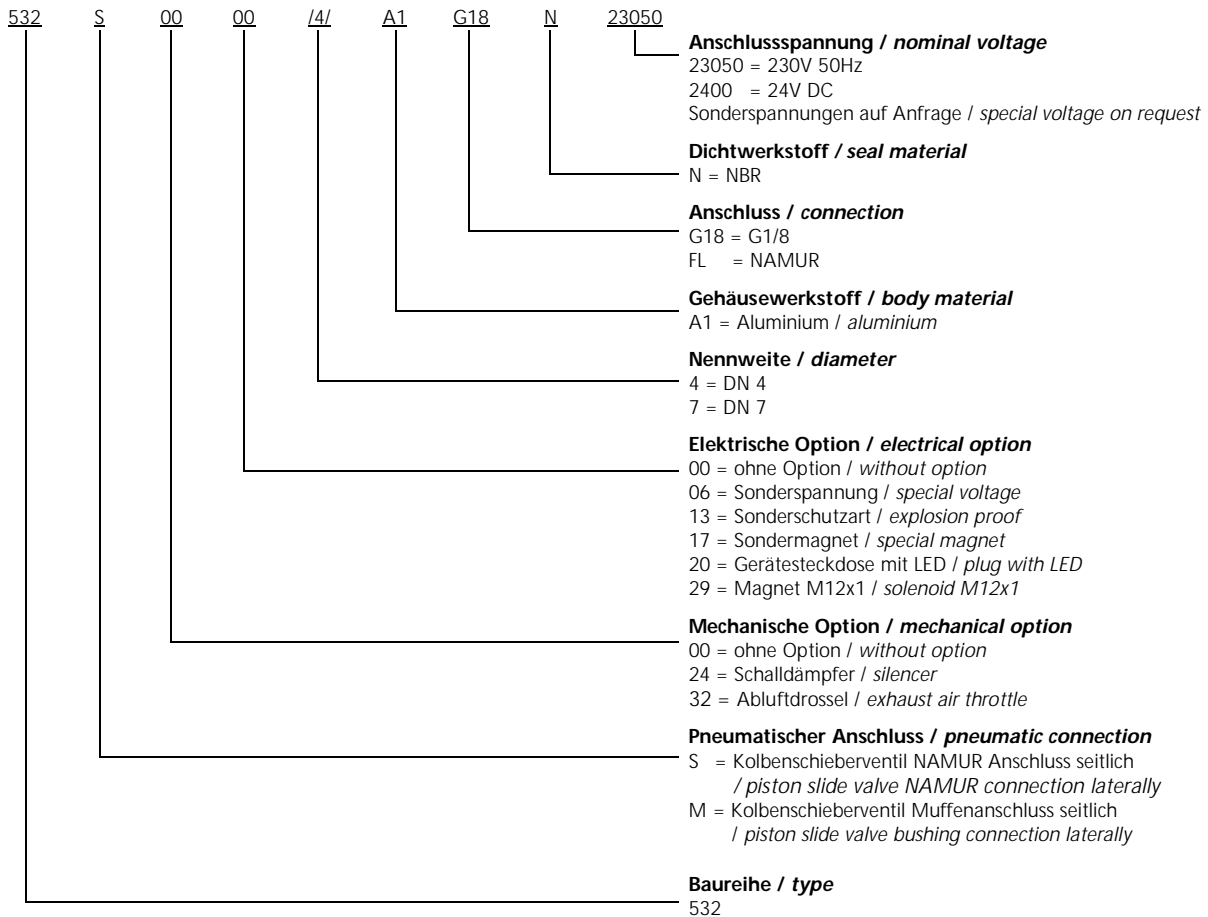 532 S 00 00 /4/ A1 G18 N 23050
Anschlussspannung / nominal voltage
23050 = 230V 50Hz
2400 = 24V DC
Sonderspannungen auf Anfrage / special voltage on request
Dichtwerkstoff / seal material
N = NBR
Anschluss / connection
G18 = G1/8
FL = NAMUR
Gehäusewerkstoff / body material
A1 = Aluminium / aluminium
Nennweite / diameter
4 = DN 4
7 = DN 7
Elektrische Option / electrical option
00 = ohne Option / without option
06 = Sonderspannung / special voltage
13 = Sonderschutzart / explosion proof
17 = Sondermagnet / special magnet
20 = Gerätesteckdose mit LED / plug with LED
29 = Magnet M12x1 / solenoid M12x1
Mechanische Option / mechanical option
00 = ohne Option / without option
24 = Schalldämpfer / silencer
32 = Abluftdrossel / exhaust air throttle
Pneumatischer Anschluss / pneumatic connection
S = Kolbenschieberventil NAMUR Anschluss seitlich
/ piston slide valve NAMUR connection laterally
M = Kolbenschieberventil Muffenanschluss seitlich
/ piston slide valve bushing connection laterally
Baureihe / type
532